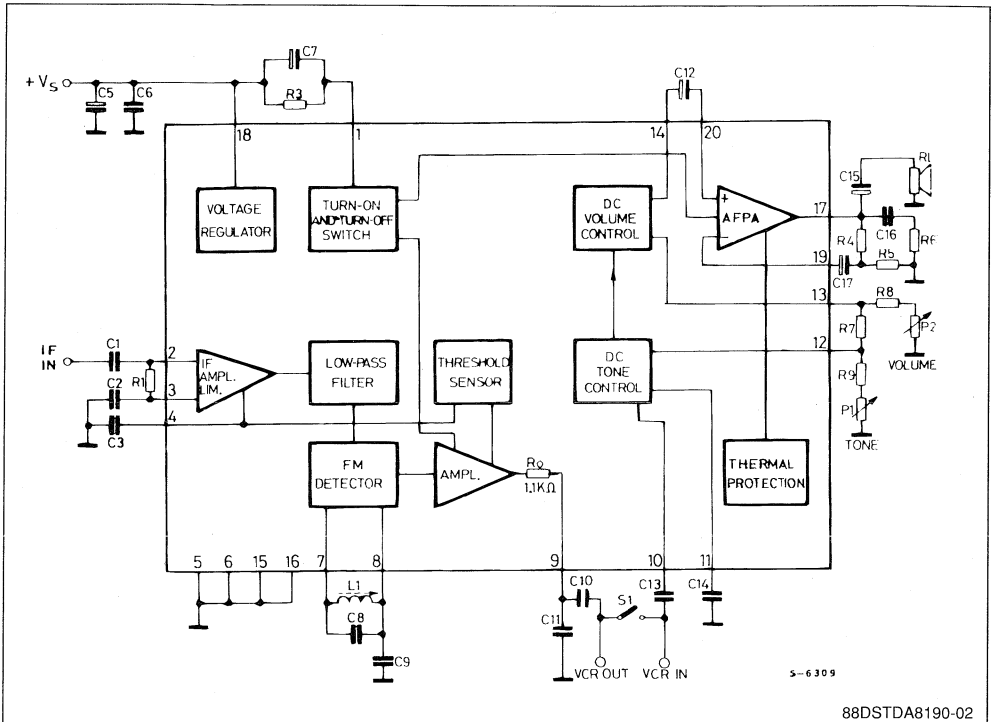 C7
+ VS
C5
C6
R3
C12
18
1
14
20
RL
C15
VOLTAGE
REGULATOR
TURN-ON
AND-TURN-OFF
SWITCH
DC
VOLUME
CONTROL
+
AFPA
-
17
C16
R4
R6
19
C17
R5
13
R8
R7
P2
VOLUME
12
R9
P1
TONE
IF
IN
C1
2
R1
C2
3
4
C3
IF
AMPL.
LIM.
LOW-PASS
FILTER
THRESHOLD
SENSOR
DC
TONE
CONTROL
FM
DETECTOR
AMPL.
Ro
1.1KΩ
THERMAL
PROTECTION
5
6
15
16
7
8
9
10
11
L1
C8
C9
C10
C11
S1
C13
C14
VCR OUT
VCR IN
S-6309
88DSTDA8190-02